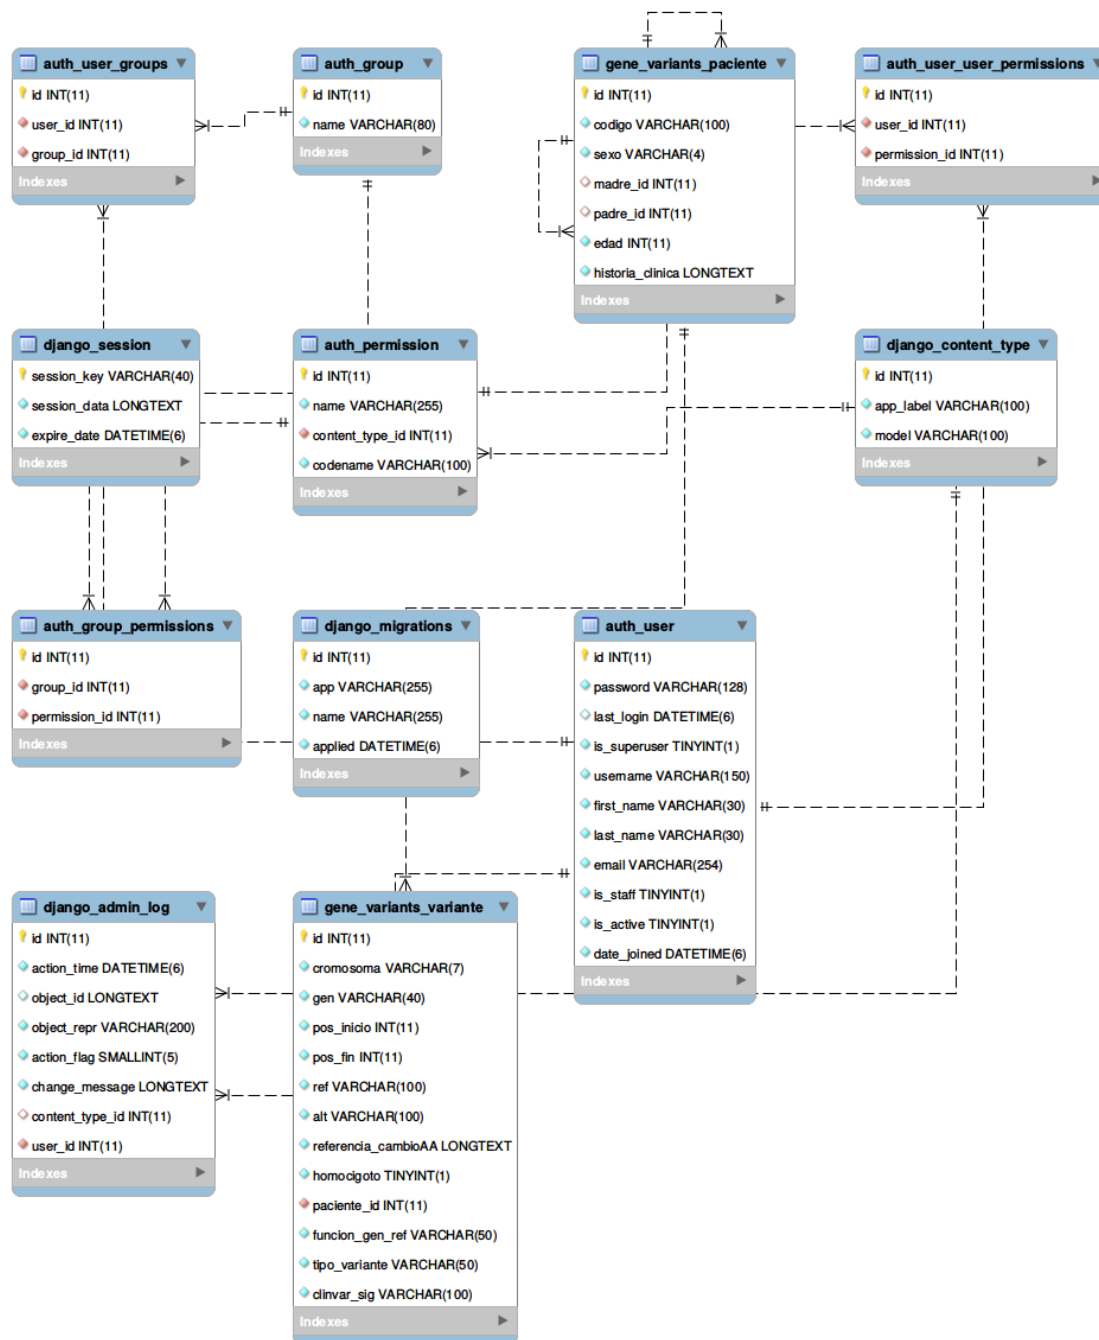 auth_user_groups
id INT(11)
user_id INT(11)
group_id INT(11)
Indexes
auth_group
id INT(11)
name VARCHAR(80)
Indexes
gene_variants_paciente
id INT(11)
codigo VARCHAR(100)
sexo VARCHAR(4)
madre_id INT(11)
padre_id INT(11)
edad INT(11)
historia_clinica LONGTEXT
Indexes
auth_user_user_permissions
id INT(11)
user_id INT(11)
permission_id INT(11)
Indexes
django_session
session_key VARCHAR(40)
session_data LONGTEXT
expire_date DATETIME(6)
Indexes
auth_permission
id INT(11)
name VARCHAR(255)
content_type_id INT(11)
codename VARCHAR(100)
Indexes
django_content_type
id INT(11)
app_label VARCHAR(100)
model VARCHAR(100)
Indexes
auth_group_permissions
id INT(11)
group_id INT(11)
permission_id INT(11)
Indexes
django_migrations
id INT(11)
app VARCHAR(255)
name VARCHAR(255)
applied DATETIME(6)
Indexes
auth_user
id INT(11)
password VARCHAR(128)
last_login DATETIME(6)
is_superuser TINYINT(1)
username VARCHAR(150)
first_name VARCHAR(30)
last_name VARCHAR(30)
email VARCHAR(254)
is_staff TINYINT(1)
is_active TINYINT(1)
date_joined DATETIME(6)
Indexes
django_admin_log
id INT(11)
action_time DATETIME(6)
object_id LONGTEXT
object_repr VARCHAR(200)
action_flag SMALLINT(5)
change_message LONGTEXT
content_type_id INT(11)
user_id INT(11)
Indexes
gene_variants_variante
id INT(11)
cromosoma VARCHAR(7)
gen VARCHAR(40)
pos_inicio INT(11)
pos_fin INT(11)
ref VARCHAR(100)
alt VARCHAR(100)
referencia_cambioAA LONGTEXT
homocigoto TINYINT(1)
paciente_id INT(11)
funcion_gen_ref VARCHAR(50)
tipo_variante VARCHAR(50)
clinvar_sig VARCHAR(100)
Indexes